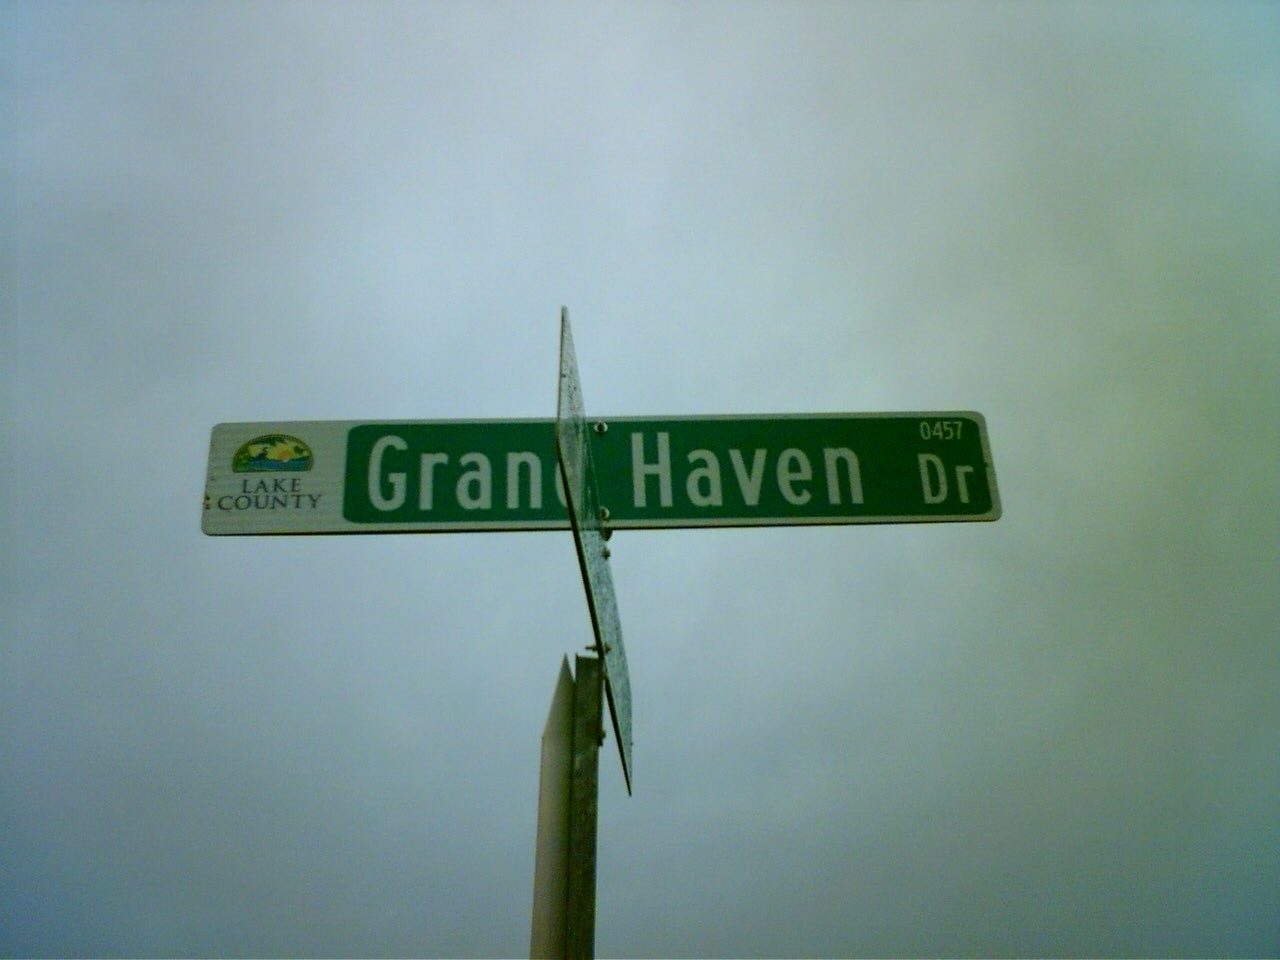 LAKE
COUNTY
Grand Haven Dr
0457